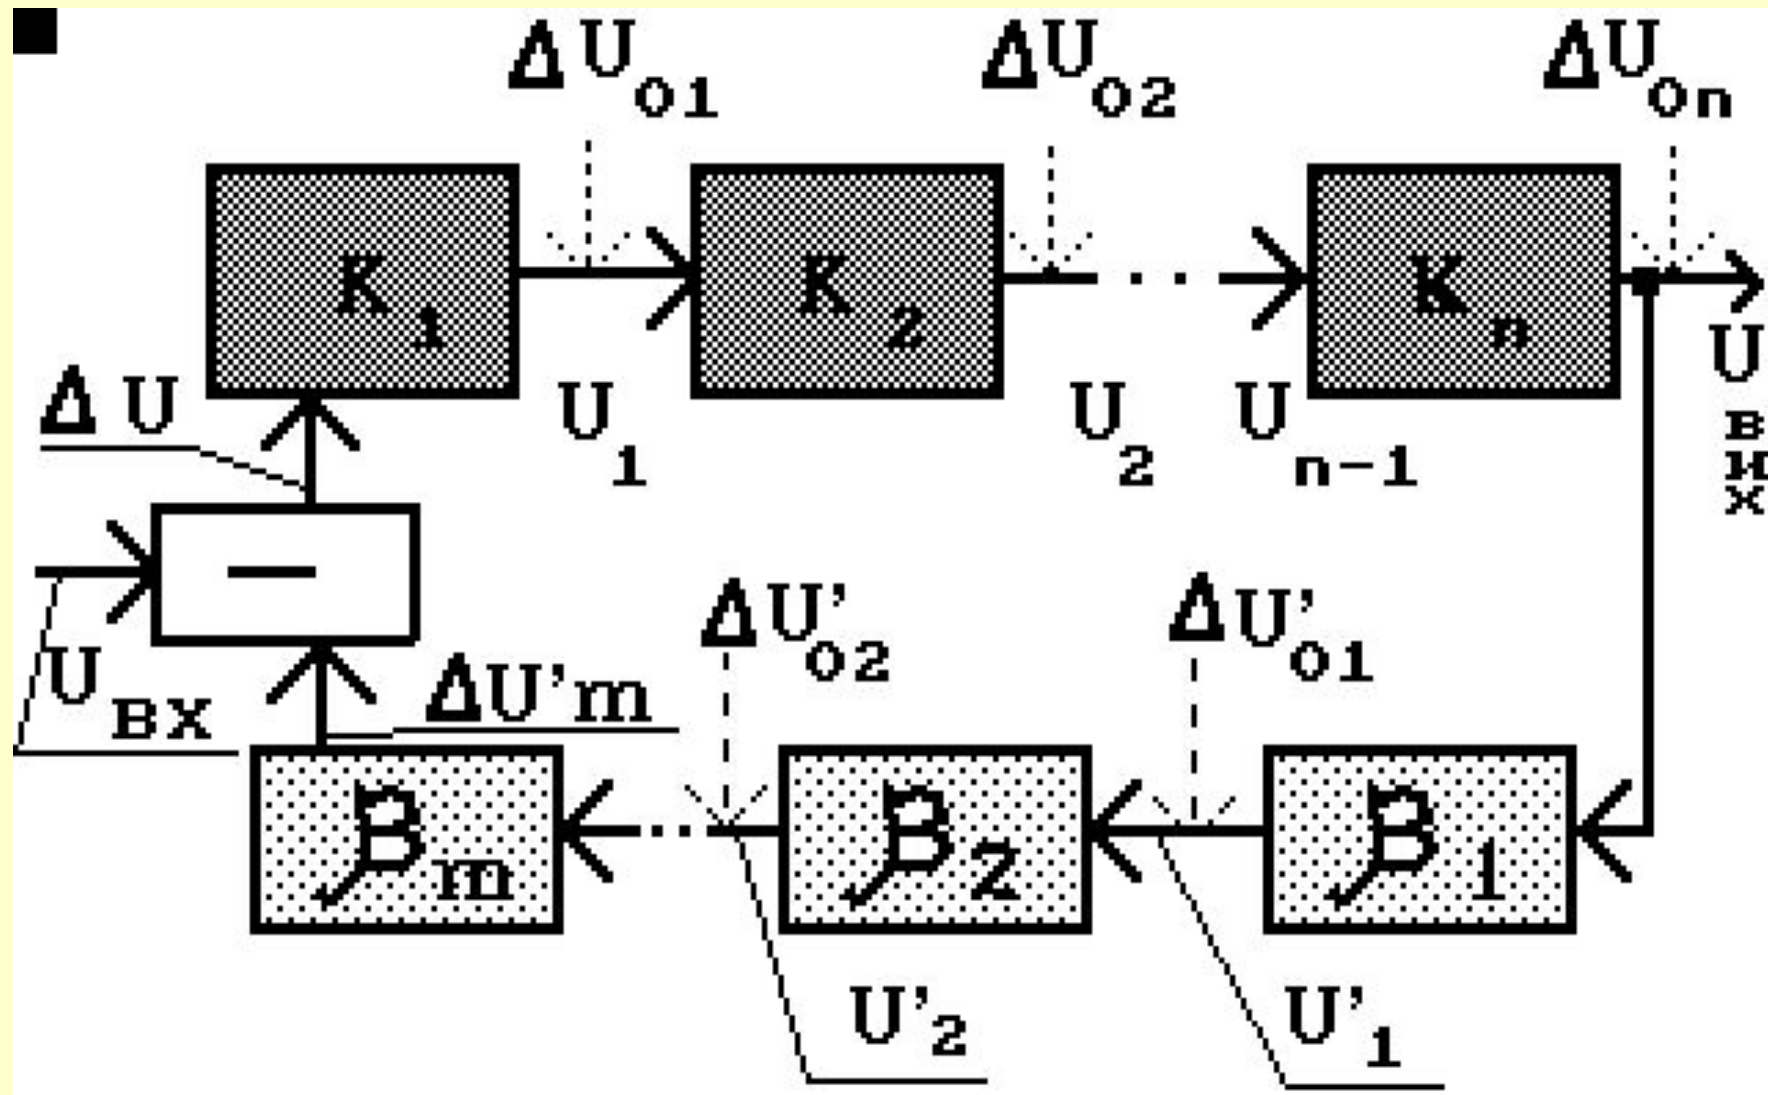 ΔU₀₁ ΔU₀₂ ΔU₀ₙ
K₁ K₂ Kₙ
ΔU U₁ U₂ Uₙ₋₁ U вих
−
U вх
ΔU'm ΔU'₀₂ ΔU'₀₁
βm β₂ β₁
U'₂ U'₁